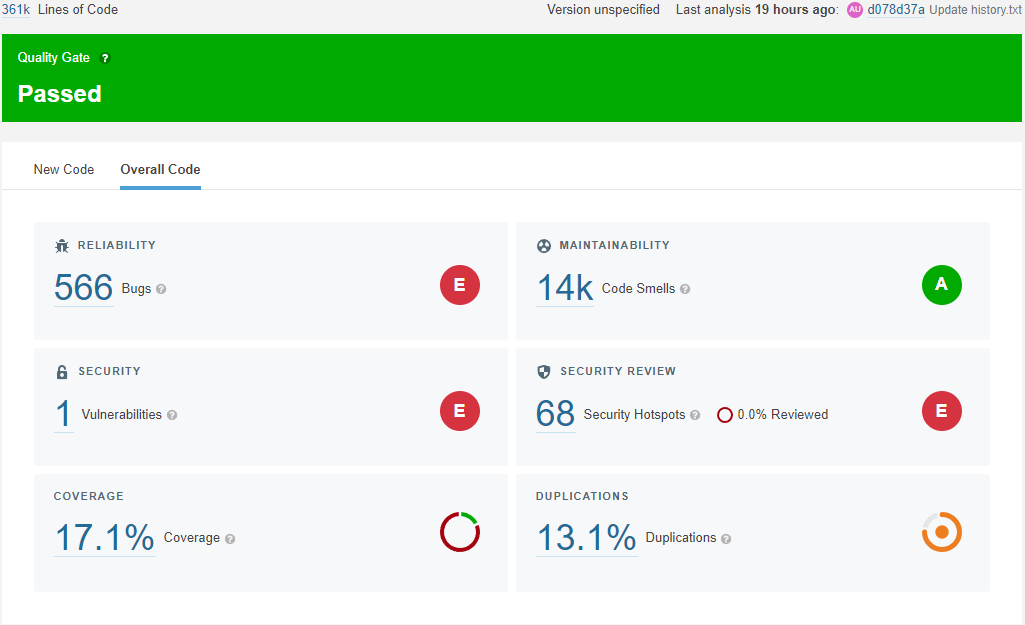 361k Lines of Code Version unspecified Last analysis 19 hours ago: AU d078d37a Update history.txt
Quality Gate ?
Passed
New Code Overall Code
RELIABILITY
566 Bugs ?
E
MAINTAINABILITY
14k Code Smells ?
A
SECURITY
1 Vulnerabilities ?
E
SECURITY REVIEW
68 Security Hotspots ? 0.0% Reviewed
E
COVERAGE
17.1% Coverage ?
DUPLICATIONS
13.1% Duplications ?